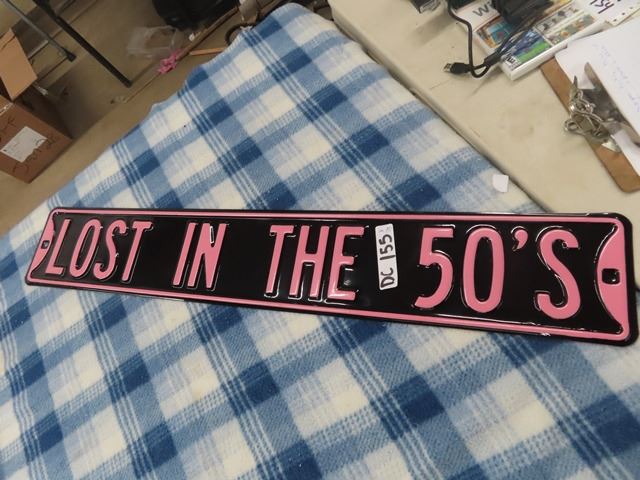 LOST IN THE 50'S
DC 155